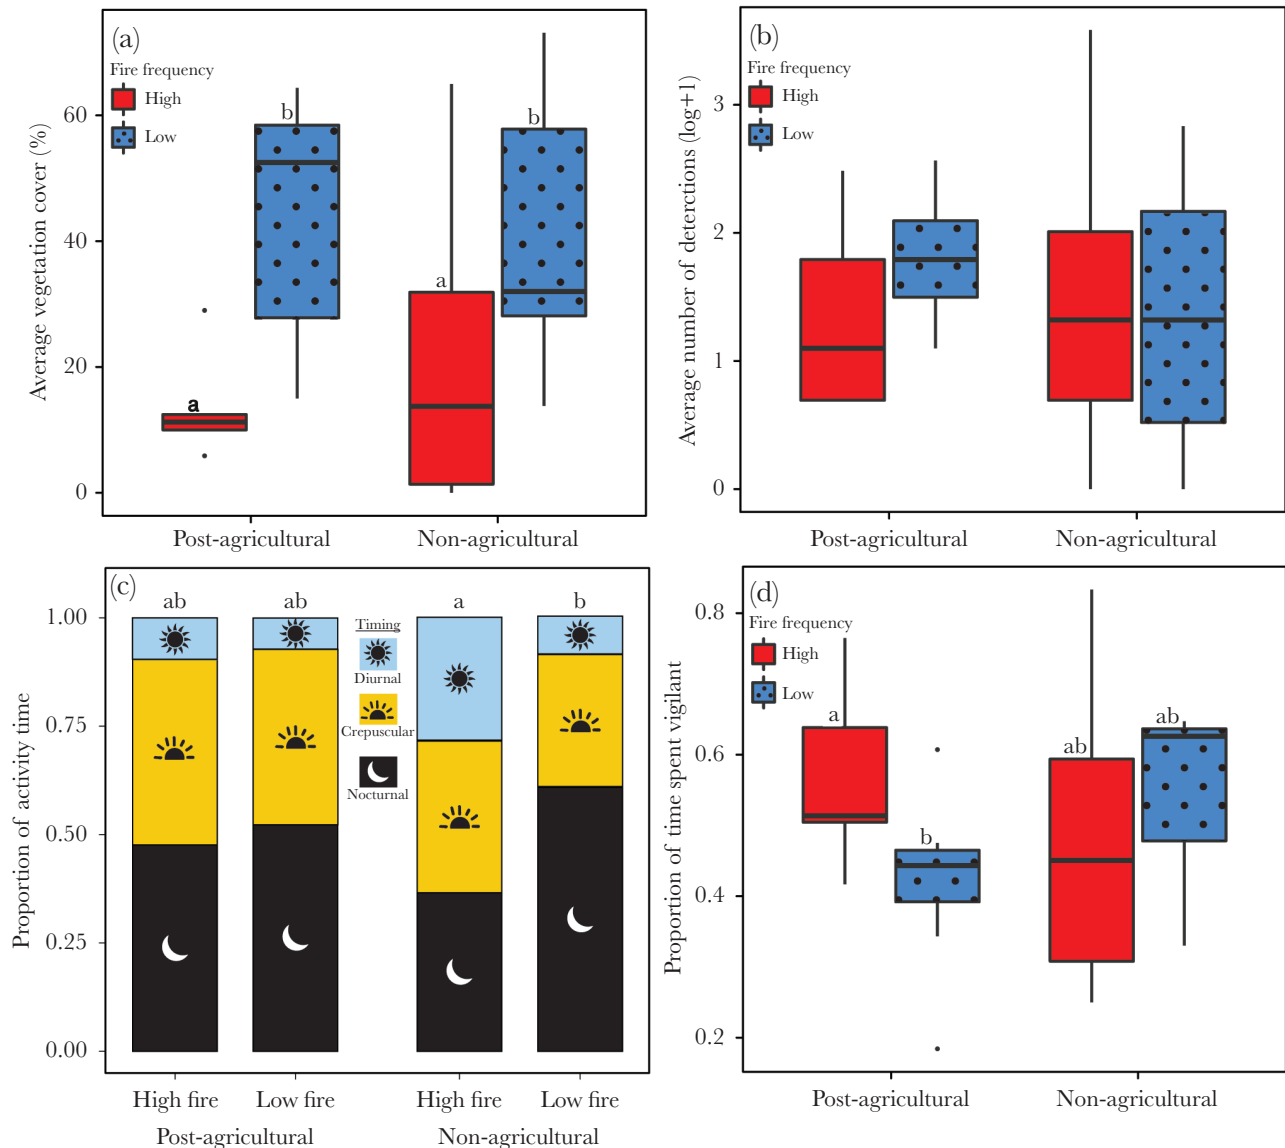 (a)
Fire frequency
High
Low
Average vegetation cover (%)
60
40
20
0
a
b
a
b
Post-agricultural
Non-agricultural
(b)
Fire frequency
High
Low
Average number of deterctions (log+1)
3
2
1
0
Post-agricultural
Non-agricultural
(c)
ab
ab
a
b
Timing
Diurnal
Crepuscular
Nocturnal
Proportion of activity time
1.00
0.75
0.50
0.25
0.00
High fire
Low fire
High fire
Low fire
Post-agricultural
Non-agricultural
(d)
Fire frequency
High
Low
Proportion of time spent vigilant
0.8
0.6
0.4
0.2
a
b
ab
ab
Post-agricultural
Non-agricultural